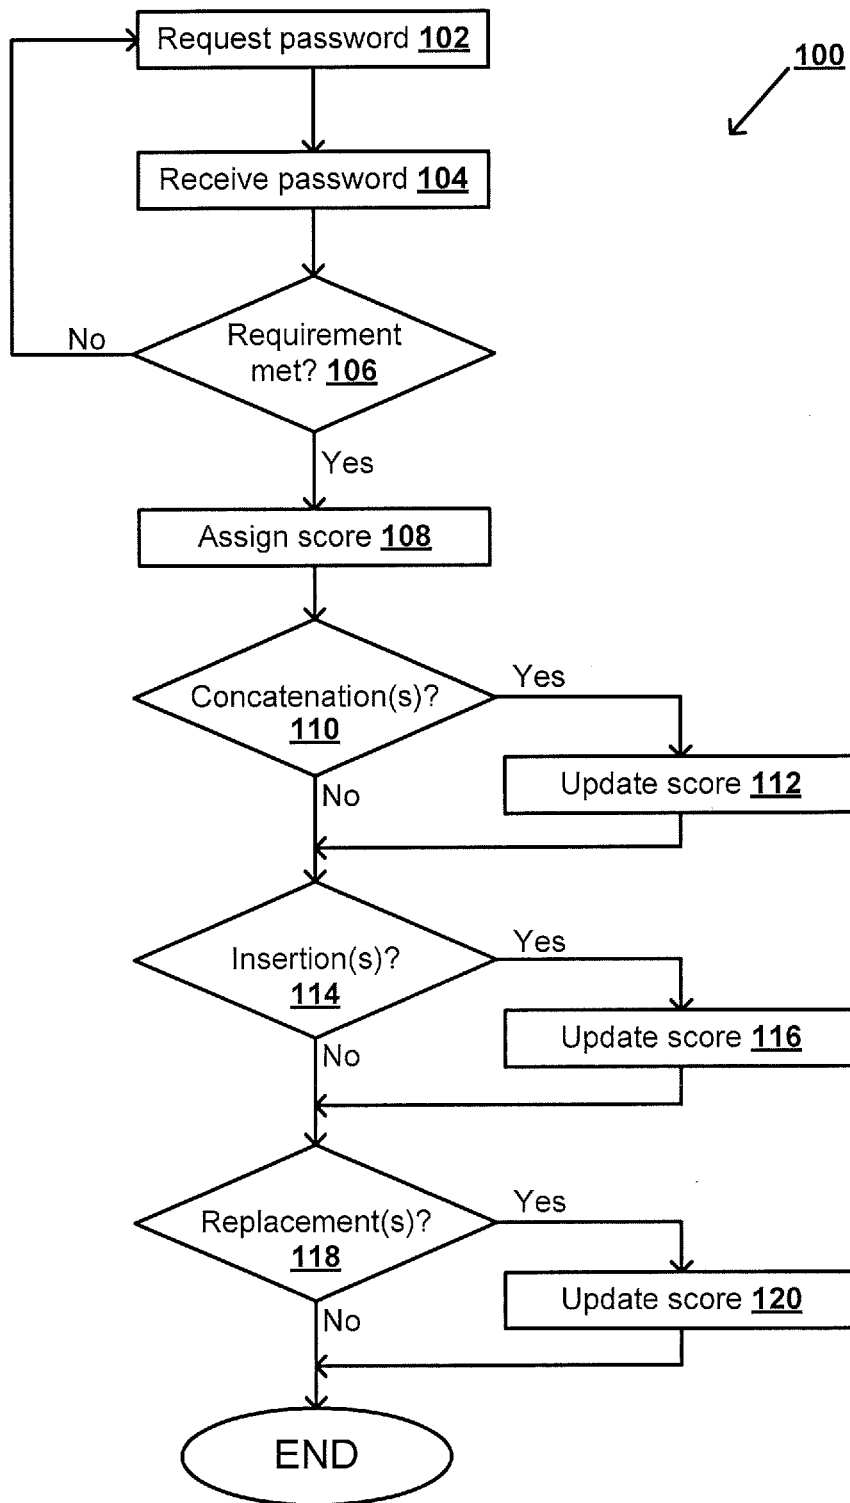 Request password 102
100
Receive password 104
No
Requirement
met? 106
Yes
Assign score 108
Concatenation(s)?
110
Yes
Update score 112
No
Insertion(s)?
114
Yes
Update score 116
No
Replacement(s)?
118
Yes
Update score 120
No
END